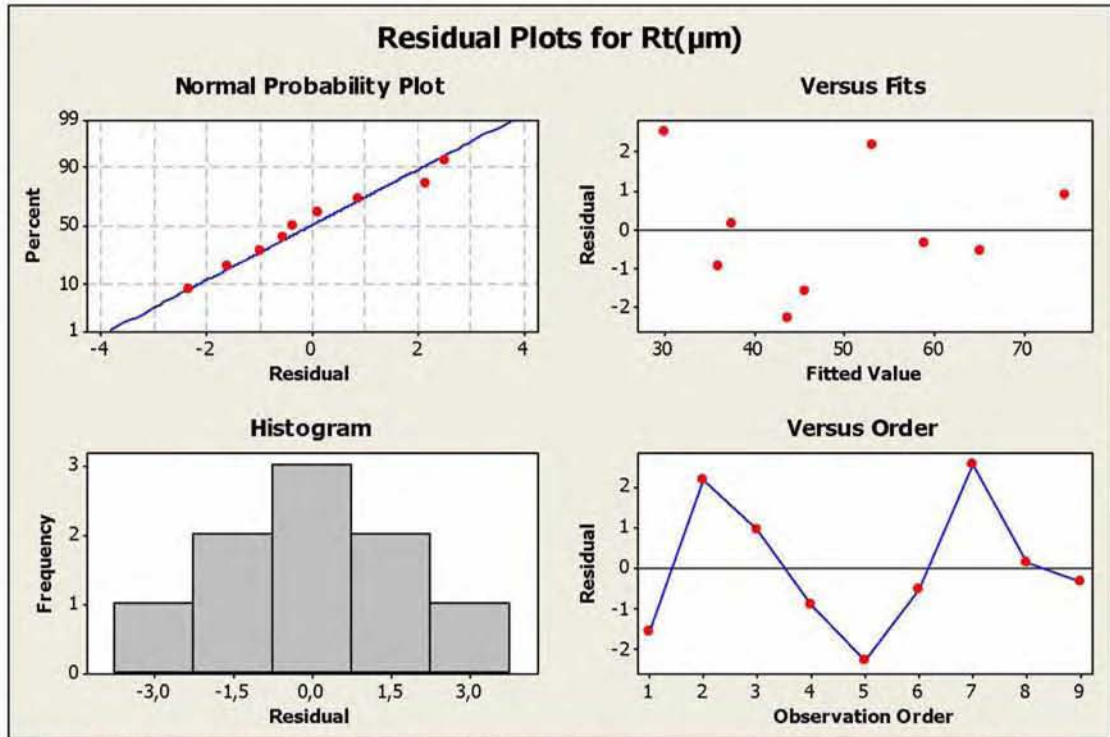 Residual Plots for Rt(µm)
Normal Probability Plot
Percent
99
90
50
10
1
-4 -2 0 2 4
Residual
Versus Fits
Residual
2
1
0
-1
-2
30 40 50 60 70
Fitted Value
Histogram
Frequency
3
2
1
0
-3,0 -1,5 0,0 1,5 3,0
Residual
Versus Order
Residual
2
1
0
-1
-2
1 2 3 4 5 6 7 8 9
Observation Order